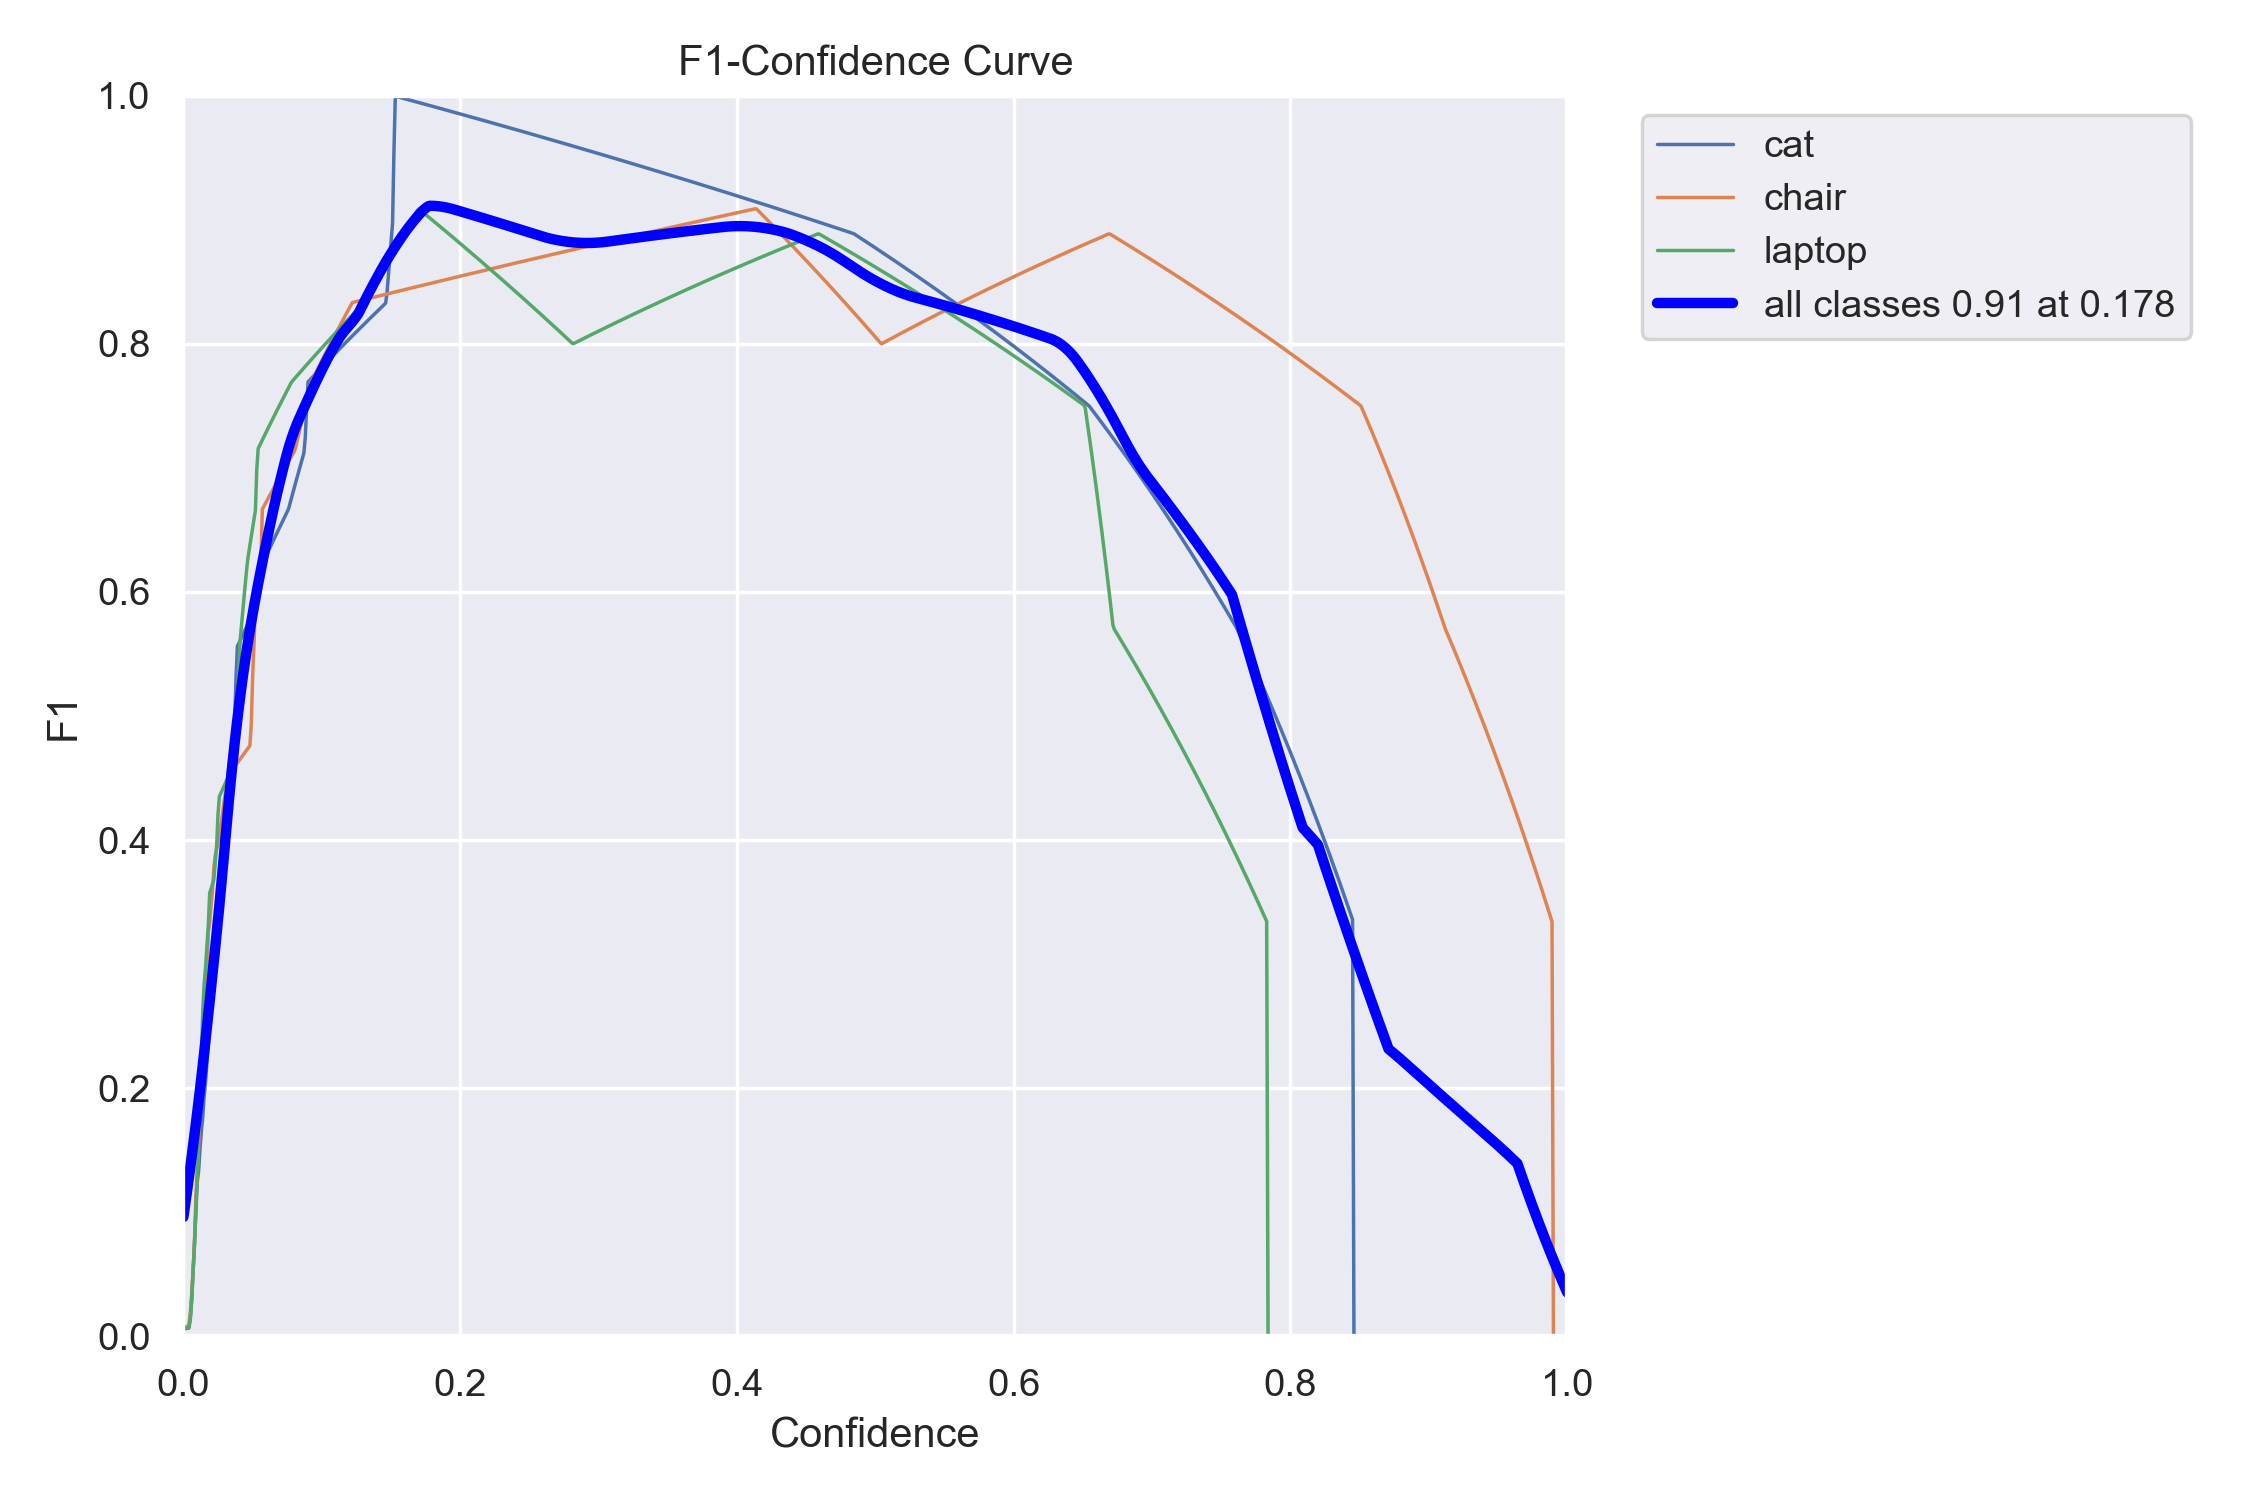 F1-Confidence Curve
1.0
0.8
0.6
0.4
0.2
0.0
F1
0.0 0.2 0.4 0.6 0.8 1.0
Confidence
cat
chair
laptop
all classes 0.91 at 0.178